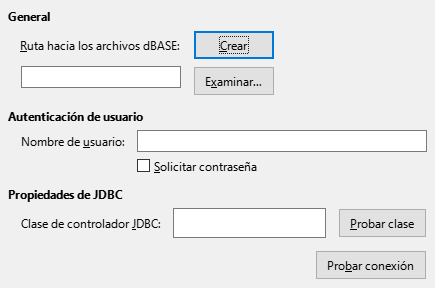 General
Ruta hacia los archivos dBASE: Crear
Examinar...
Autenticación de usuario
Nombre de usuario:
Solicitar contraseña
Propiedades de JDBC
Clase de controlador JDBC: Probar clase
Probar conexión